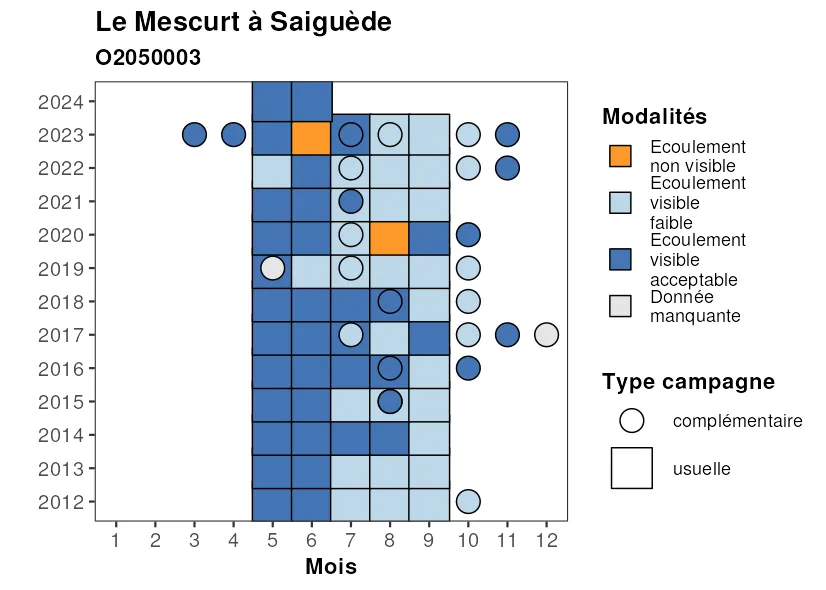 Le Mescurt à Saiguède
O2050003
2024
2023
2022
2021
2020
2019
2018
2017
2016
2015
2014
2013
2012
1 2 3 4 5 6 7 8 9 10 11 12
Mois
Modalités
Ecoulement
non visible
Ecoulement
visible
faible
Ecoulement
visible
acceptable
Donnée
manquante
Type campagne
complémentaire
usuelle